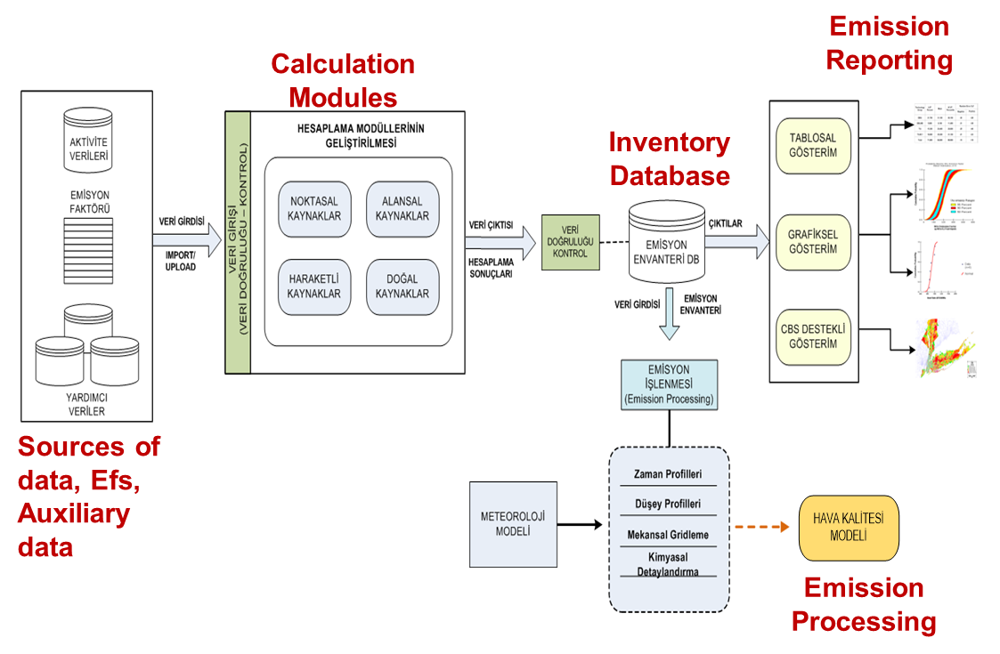 Emission
Reporting
Calculation
Modules
Inventory
Database
AKTİVİTE
VERİLERİ
EMİSYON
FAKTÖRÜ
YARDIMCI
VERİLER
Sources of
data, Efs,
Auxiliary
data
VERİ GİRDİSİ
IMPORT/
UPLOAD
VERİ GİRİŞİ
(VERİ DOĞRULUĞU – KONTROL)
HESAPLAMA MODÜLLERİNİN
GELİŞTİRİLMESİ
NOKTASAL
KAYNAKLAR
ALANSAL
KAYNAKLAR
HARAKETLİ
KAYNAKLAR
DOĞAL
KAYNAKLAR
VERİ ÇIKTISI
HESAPLAMA
SONUÇLARI
VERİ
DOĞRULUĞU
KONTROL
EMİSYON
ENVANTERİ DB
ÇIKTILAR
VERİ GİRDİSİ
EMİSYON
ENVANTERİ
TABLOSAL
GÖSTERİM
GRAFİKSEL
GÖSTERİM
CBS DESTEKLİ
GÖSTERİM
EMİSYON
İŞLENMESİ
(Emission Processing)
METEOROLOJİ
MODELİ
Zaman Profilleri
Düşey Profilleri
Mekansal Gridleme
Kimyasal
Detaylandırma
HAVA KALİTESİ
MODELİ
Emission
Processing